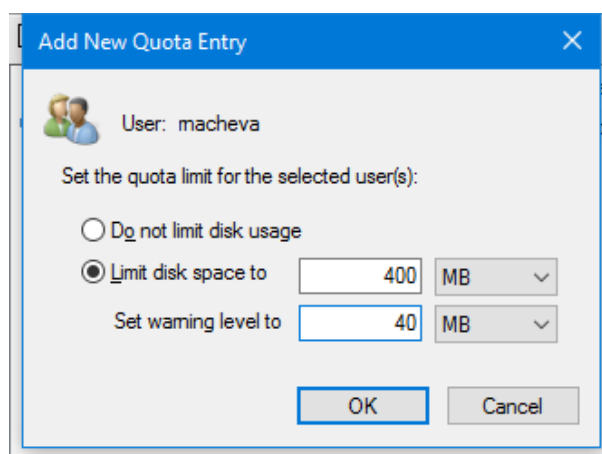 Add New Quota Entry
User: macheva
Set the quota limit for the selected user(s):
Do not limit disk usage
Limit disk space to 400 MB
Set warning level to 40 MB
OK Cancel